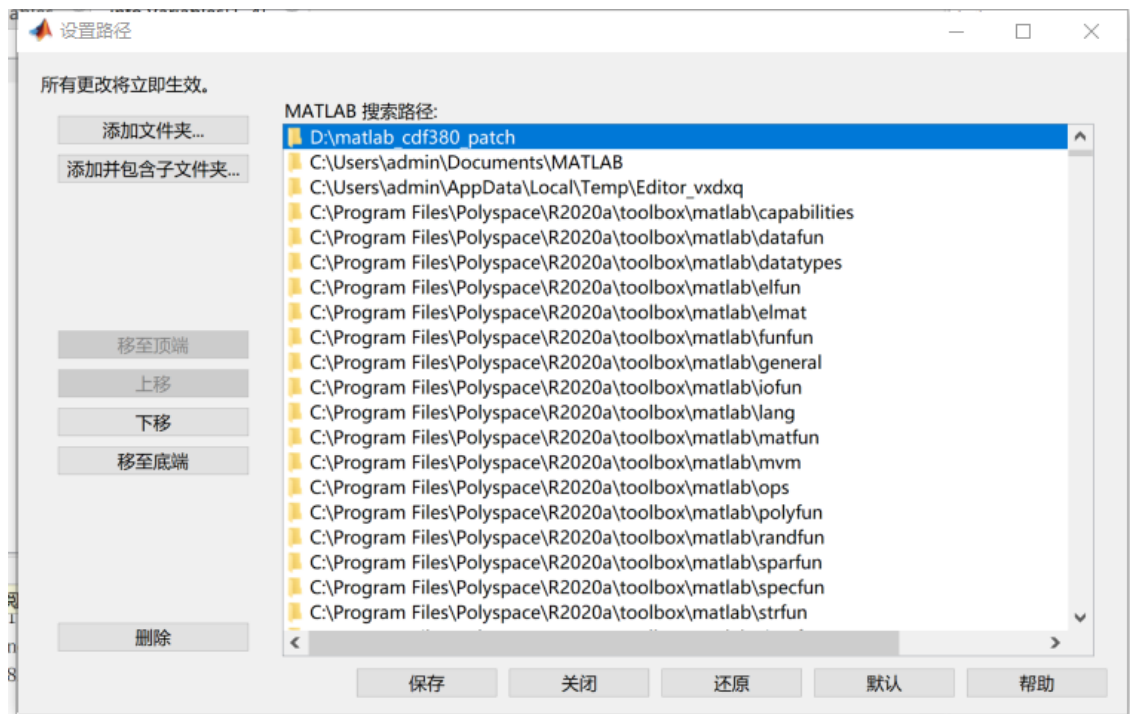 设置路径
所有更改将立即生效。
添加文件夹...
添加并包含子文件夹...
移至顶端
上移
下移
移至底端
删除
MATLAB 搜索路径:
D:\matlab_cdf380_patch
C:\Users\admin\Documents\MATLAB
C:\Users\admin\AppData\Local\Temp\Editor_vxdxq
C:\Program Files\Polyspace\R2020a\toolbox\matlab\capabilities
C:\Program Files\Polyspace\R2020a\toolbox\matlab\datafun
C:\Program Files\Polyspace\R2020a\toolbox\matlab\datatypes
C:\Program Files\Polyspace\R2020a\toolbox\matlab\elfun
C:\Program Files\Polyspace\R2020a\toolbox\matlab\elmat
C:\Program Files\Polyspace\R2020a\toolbox\matlab\funfun
C:\Program Files\Polyspace\R2020a\toolbox\matlab\general
C:\Program Files\Polyspace\R2020a\toolbox\matlab\iofun
C:\Program Files\Polyspace\R2020a\toolbox\matlab\lang
C:\Program Files\Polyspace\R2020a\toolbox\matlab\matfun
C:\Program Files\Polyspace\R2020a\toolbox\matlab\mvm
C:\Program Files\Polyspace\R2020a\toolbox\matlab\ops
C:\Program Files\Polyspace\R2020a\toolbox\matlab\polyfun
C:\Program Files\Polyspace\R2020a\toolbox\matlab\randfun
C:\Program Files\Polyspace\R2020a\toolbox\matlab\sparfun
C:\Program Files\Polyspace\R2020a\toolbox\matlab\specfun
C:\Program Files\Polyspace\R2020a\toolbox\matlab\strfun
保存
关闭
还原
默认
帮助